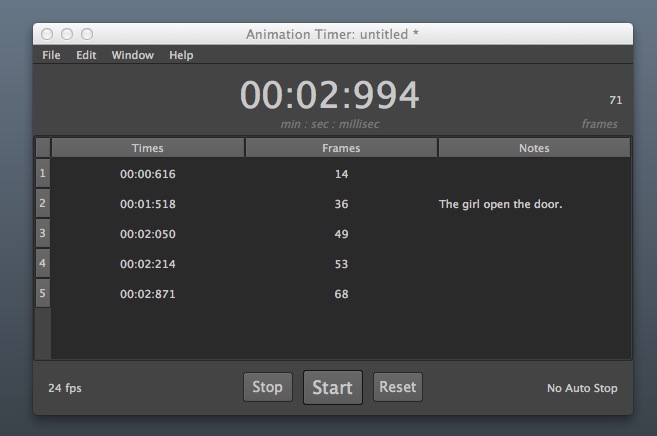 Animation Timer: untitled *
File Edit Window Help
00:02:994
71
min : sec : millisec
frames
Times Frames Notes
1 00:00:616 14
2 00:01:518 36 The girl open the door.
3 00:02:050 49
4 00:02:214 53
5 00:02:871 68
24 fps Stop Start Reset No Auto Stop